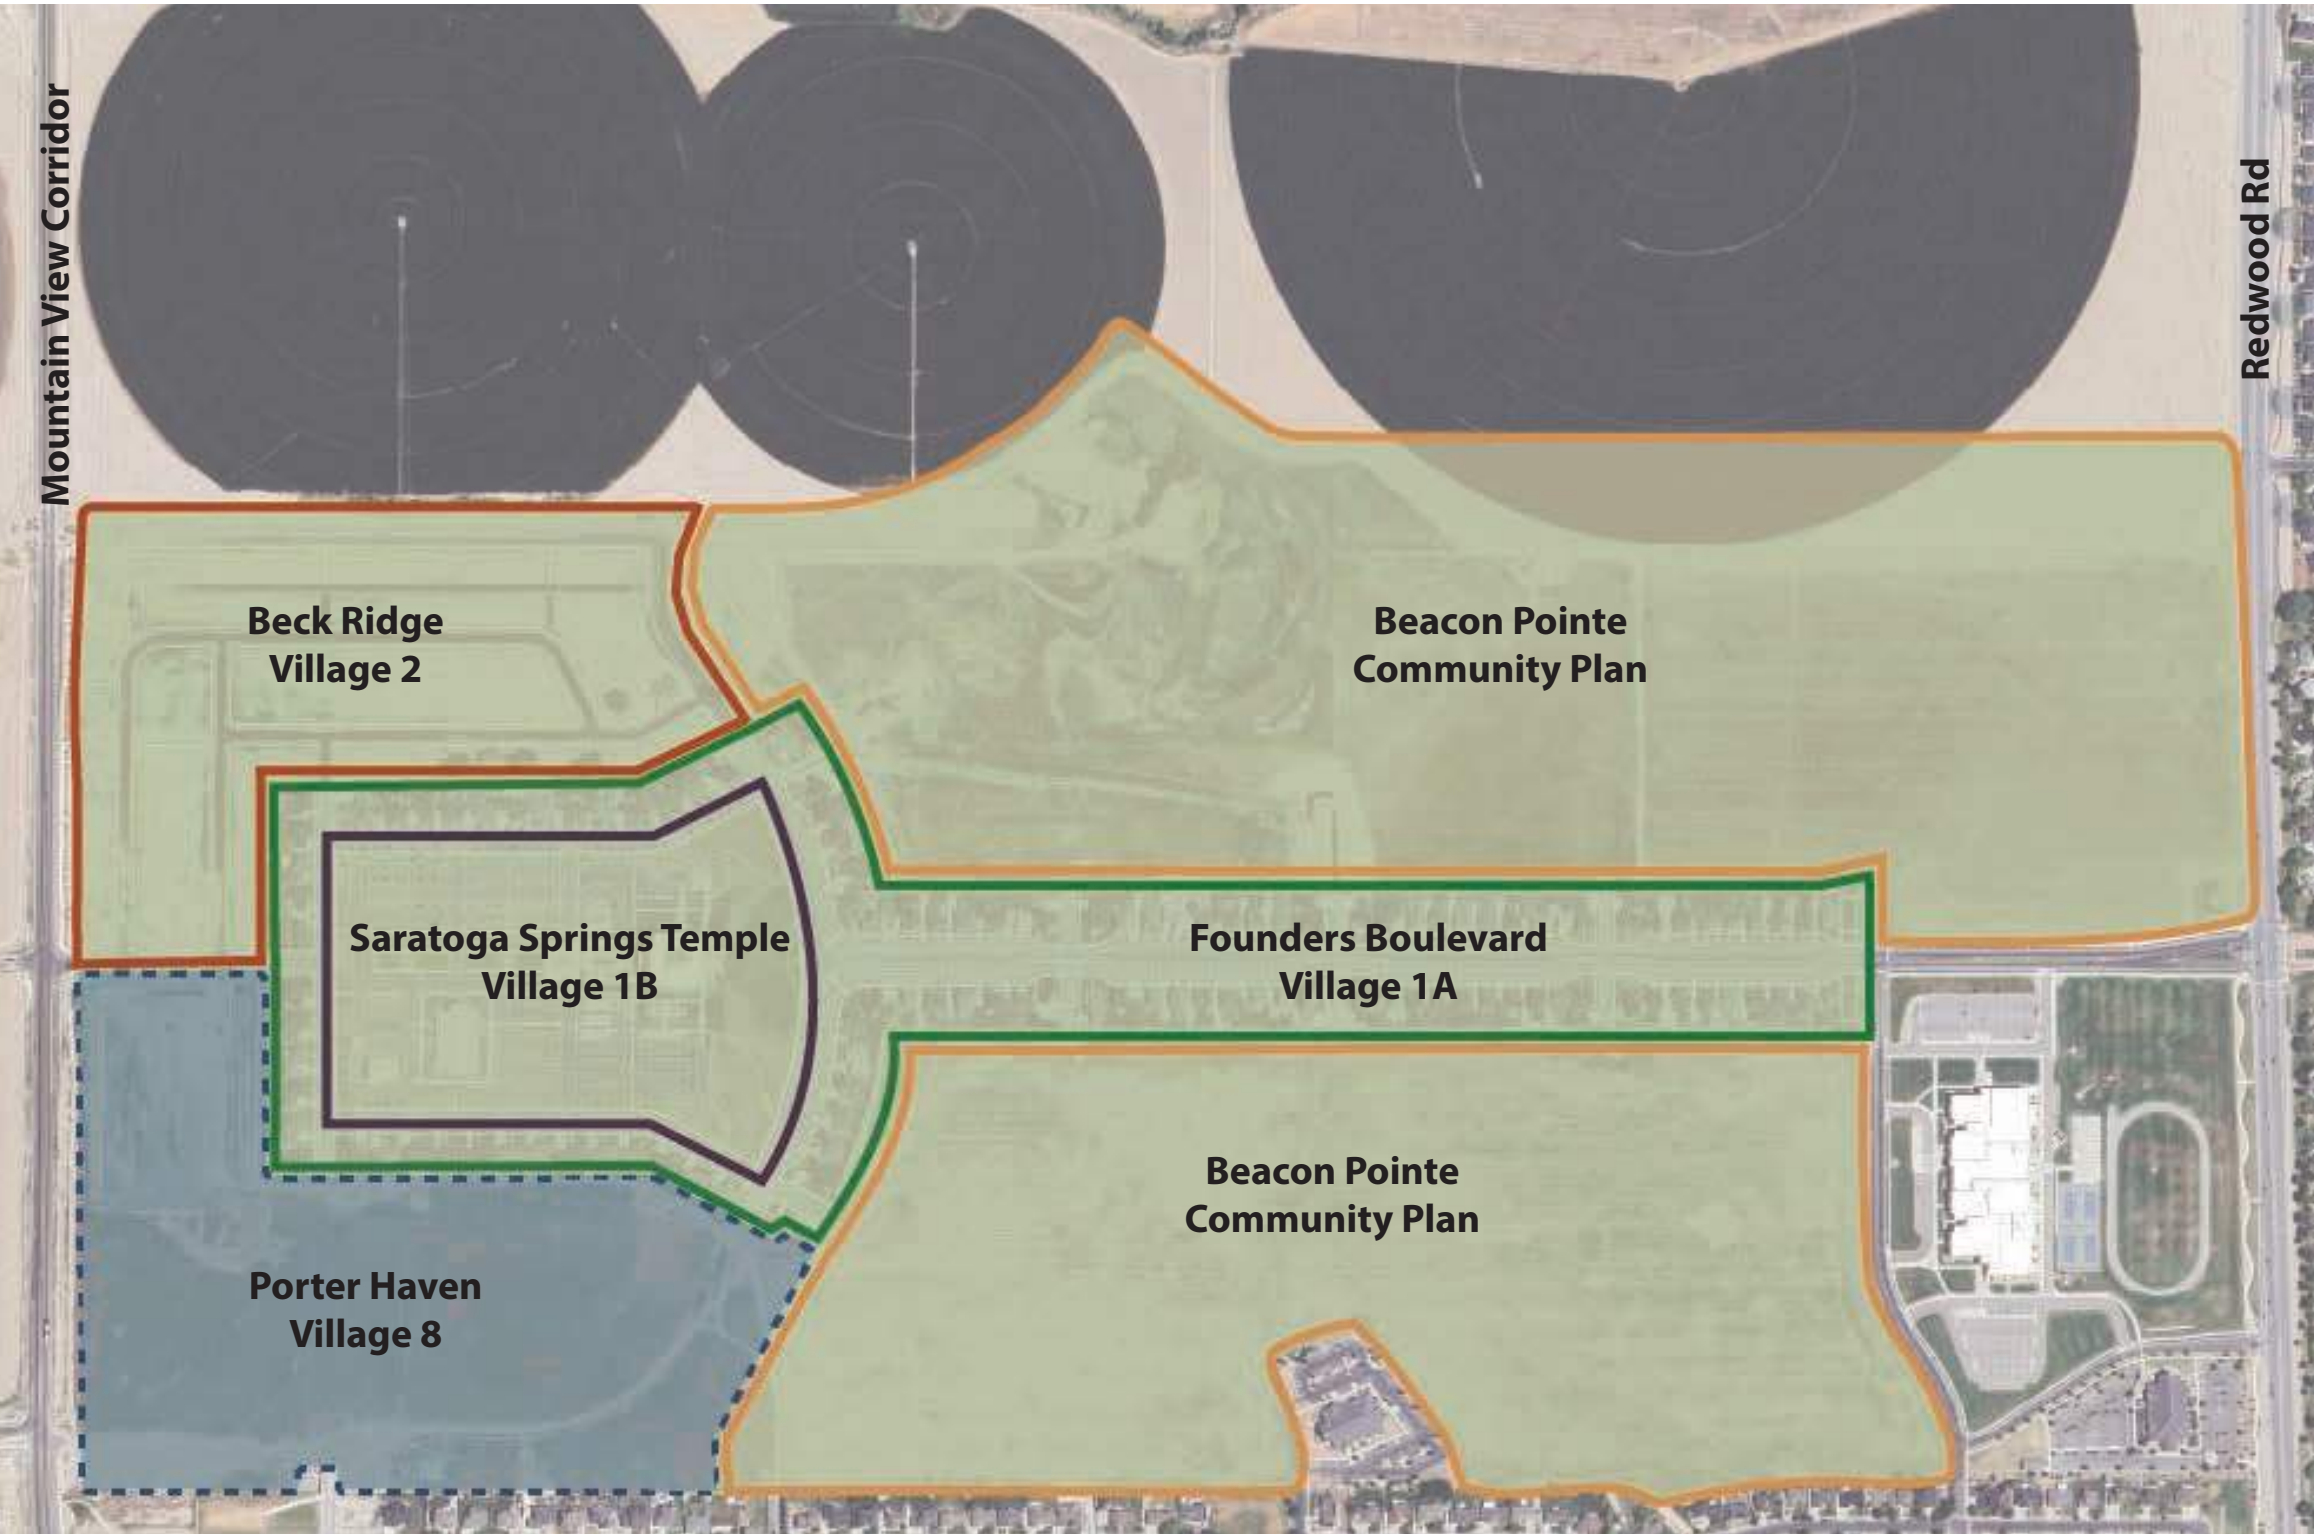 Mountain View Corridor
Redwood Rd
Beck Ridge
Village 2
Beacon Pointe
Community Plan
Saratoga Springs Temple
Village 1B
Founders Boulevard
Village 1A
Beacon Pointe
Community Plan
Porter Haven
Village 8